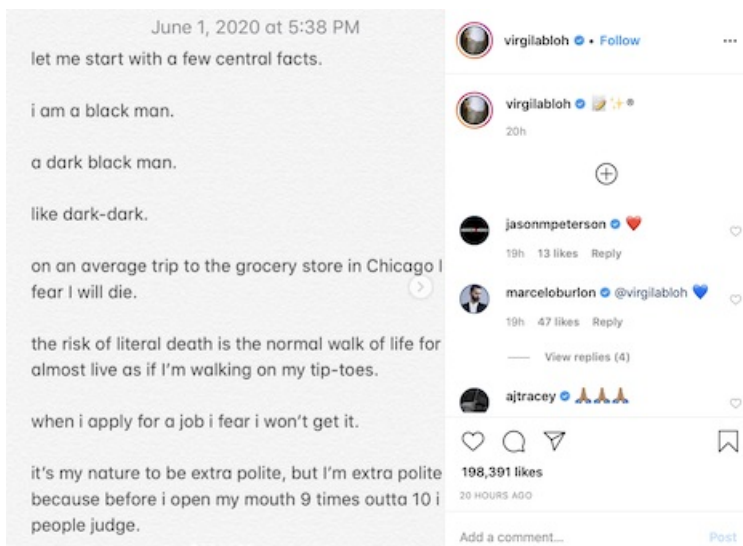 June 1, 2020 at 5:38 PM
let me start with a few central facts.
i am a black man.
a dark black man.
like dark-dark.
on an average trip to the grocery store in Chicago I
fear I will die.
the risk of literal death is the normal walk of life for
almost live as if I'm walking on my tip-toes.
when i apply for a job i fear i won't get it.
it's my nature to be extra polite, but I'm extra polite
because before i open my mouth 9 times outta 10 i
people judge.
virgilabloh • Follow
virgilabloh 📝✨®
20h
jasonmpeterson ❤️
19h 13 likes Reply
marceloburlon @virgilabloh 💙
19h 47 likes Reply
View replies (4)
ajtracey 🙏🏽🙏🏽🙏🏽
198,391 likes
20 HOURS AGO
Add a comment... Post